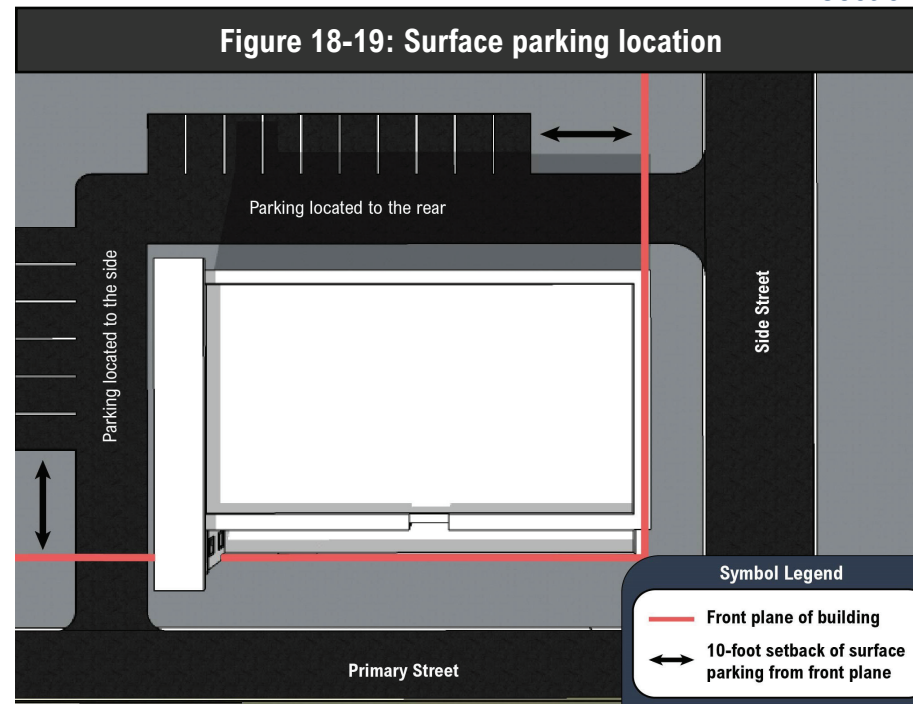 Figure 18-19: Surface parking location
Parking located to the rear
Parking located to the side
Side Street
Primary Street
Symbol Legend
Front plane of building
10-foot setback of surface
parking from front plane